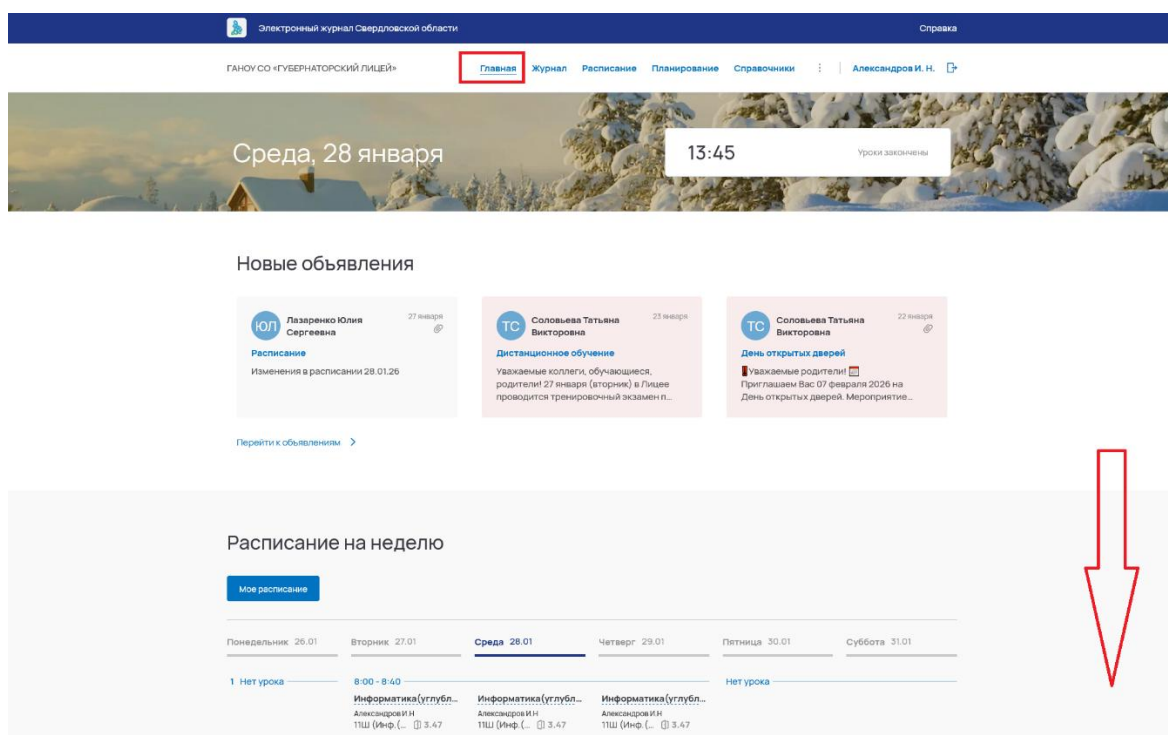 Электронный журнал Свердловской области
Справка
ГАНОУ СО «ГУБЕРНАТОРСКИЙ ЛИЦЕЙ»
Главная Журнал Расписание Планирование Справочники
Александров И. Н.
Среда, 28 января
13:45
Уроки закончены
Новые объявления
ЮЛ
Лазаренко Юлия
Сергеевна
27 января
Расписание
Изменения в расписании 28.01.26
ТС
Соловьева Татьяна
Викторовна
23 января
Дистанционное обучение
Уважаемые коллеги, обучающиеся,
родители! 27 января (вторник) в Лицее
проводится тренировочный экзамен п...
ТС
Соловьева Татьяна
Викторовна
22 января
День открытых дверей
Уважаемые родители!
Приглашаем Вас 07 февраля 2026 на
День открытых дверей. Мероприятие...
Перейти к объявлениям
Расписание на неделю
Мое расписание
Понедельник 26.01 Вторник 27.01 Среда 28.01 Четверг 29.01 Пятница 30.01 Суббота 31.01
1 Нет урока
8:00 - 8:40
Нет урока
Информатика(углубл... Информатика(углубл... Информатика(углубл...
Александров И.Н Александров И.Н Александров И.Н
11Ш (Инф.(... 3.47 11Ш (Инф.(... 3.47 11Ш (Инф.(... 3.47